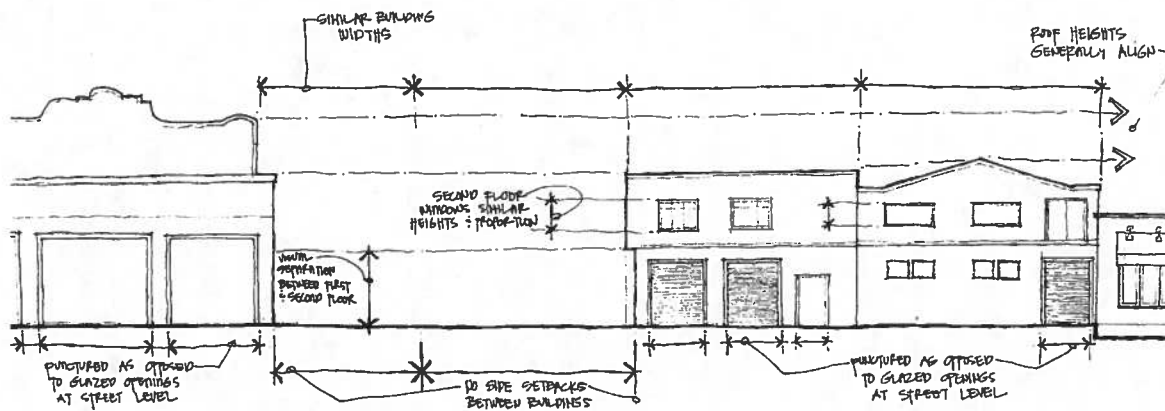 SIMILAR BUILDING
WIDTHS
ROOF HEIGHTS
GENERALLY ALIGN
SECOND FLOOR
WINDOWS SIMILAR
HEIGHTS & PROPORTION
VISUAL
SEPARATION
BETWEEN FIRST
& SECOND FLOOR
PUNCTURED AS OPPOSED
TO GLAZED OPENINGS
AT STREET LEVEL
NO SIDE SETBACKS
BETWEEN BUILDINGS
PUNCTURED AS OPPOSED
TO GLAZED OPENINGS
AT STREET LEVEL